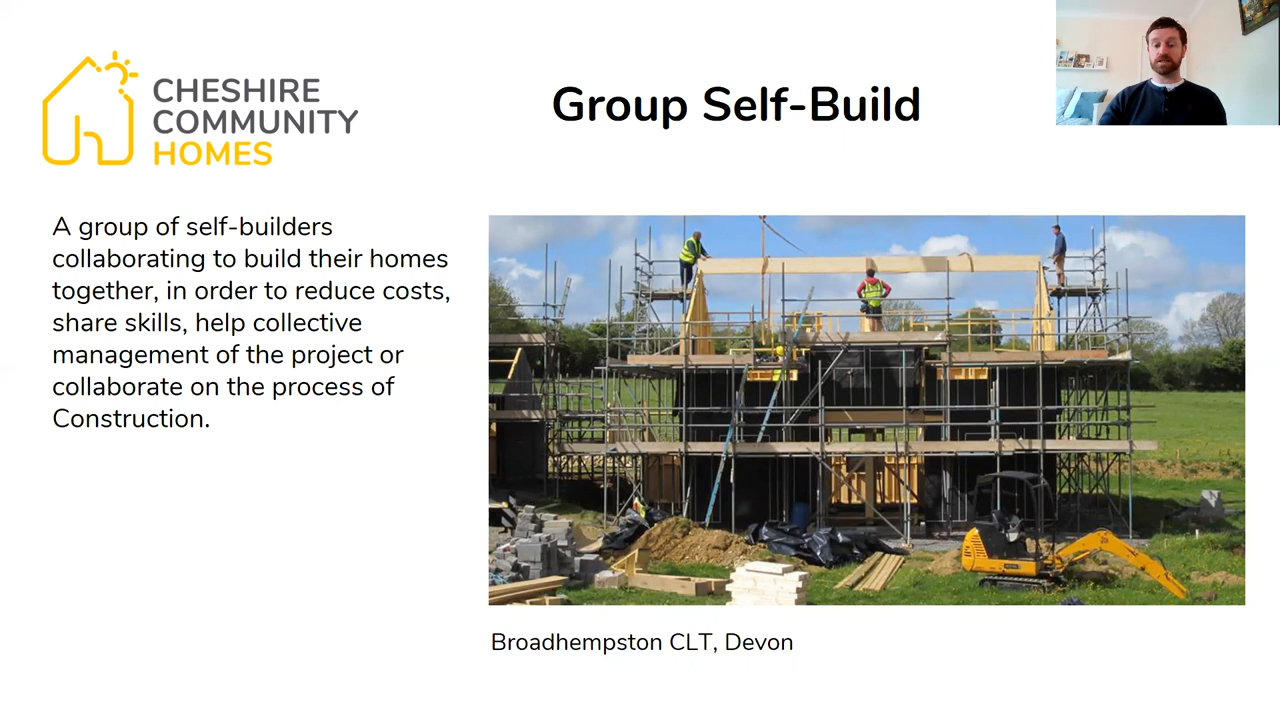 CHESHIRE
COMMUNITY
HOMES
Group Self-Build
A group of self-builders
collaborating to build their homes
together, in order to reduce costs,
share skills, help collective
management of the project or
collaborate on the process of
Construction.
Broadhempston CLT, Devon